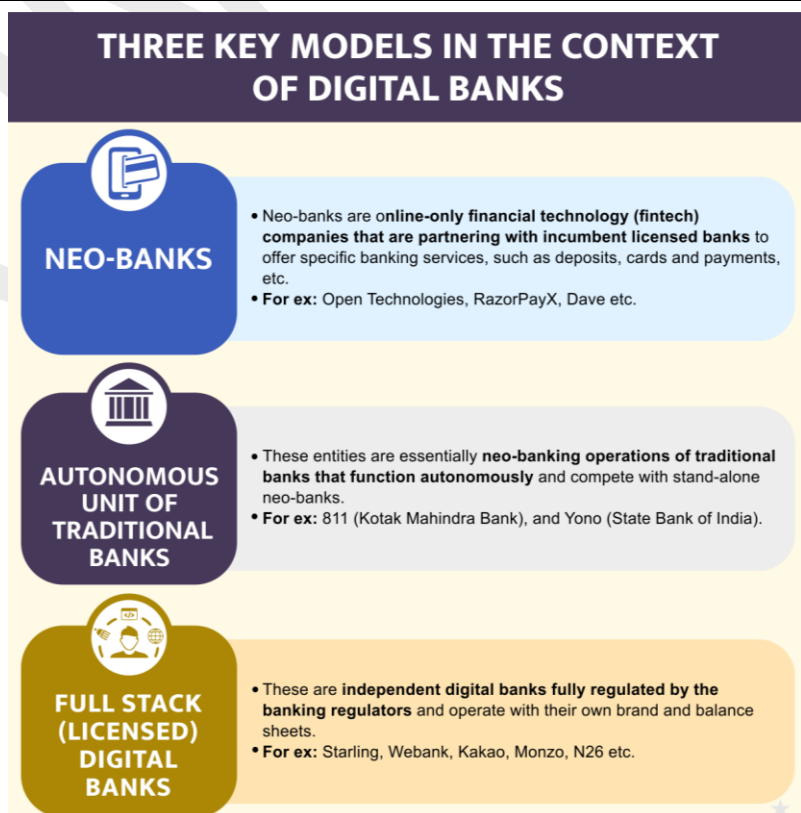 THREE KEY MODELS IN THE CONTEXT
OF DIGITAL BANKS
NEO-BANKS
• Neo-banks are online-only financial technology (fintech)
companies that are partnering with incumbent licensed banks to
offer specific banking services, such as deposits, cards and payments,
etc.
• For ex: Open Technologies, RazorPayX, Dave etc.
AUTONOMOUS
UNIT OF
TRADITIONAL
BANKS
• These entities are essentially neo-banking operations of traditional
banks that function autonomously and compete with stand-alone
neo-banks.
• For ex: 811 (Kotak Mahindra Bank), and Yono (State Bank of India).
FULL STACK
(LICENSED)
DIGITAL
BANKS
• These are independent digital banks fully regulated by the
banking regulators and operate with their own brand and balance
sheets.
• For ex: Starling, Webank, Kakao, Monzo, N26 etc.